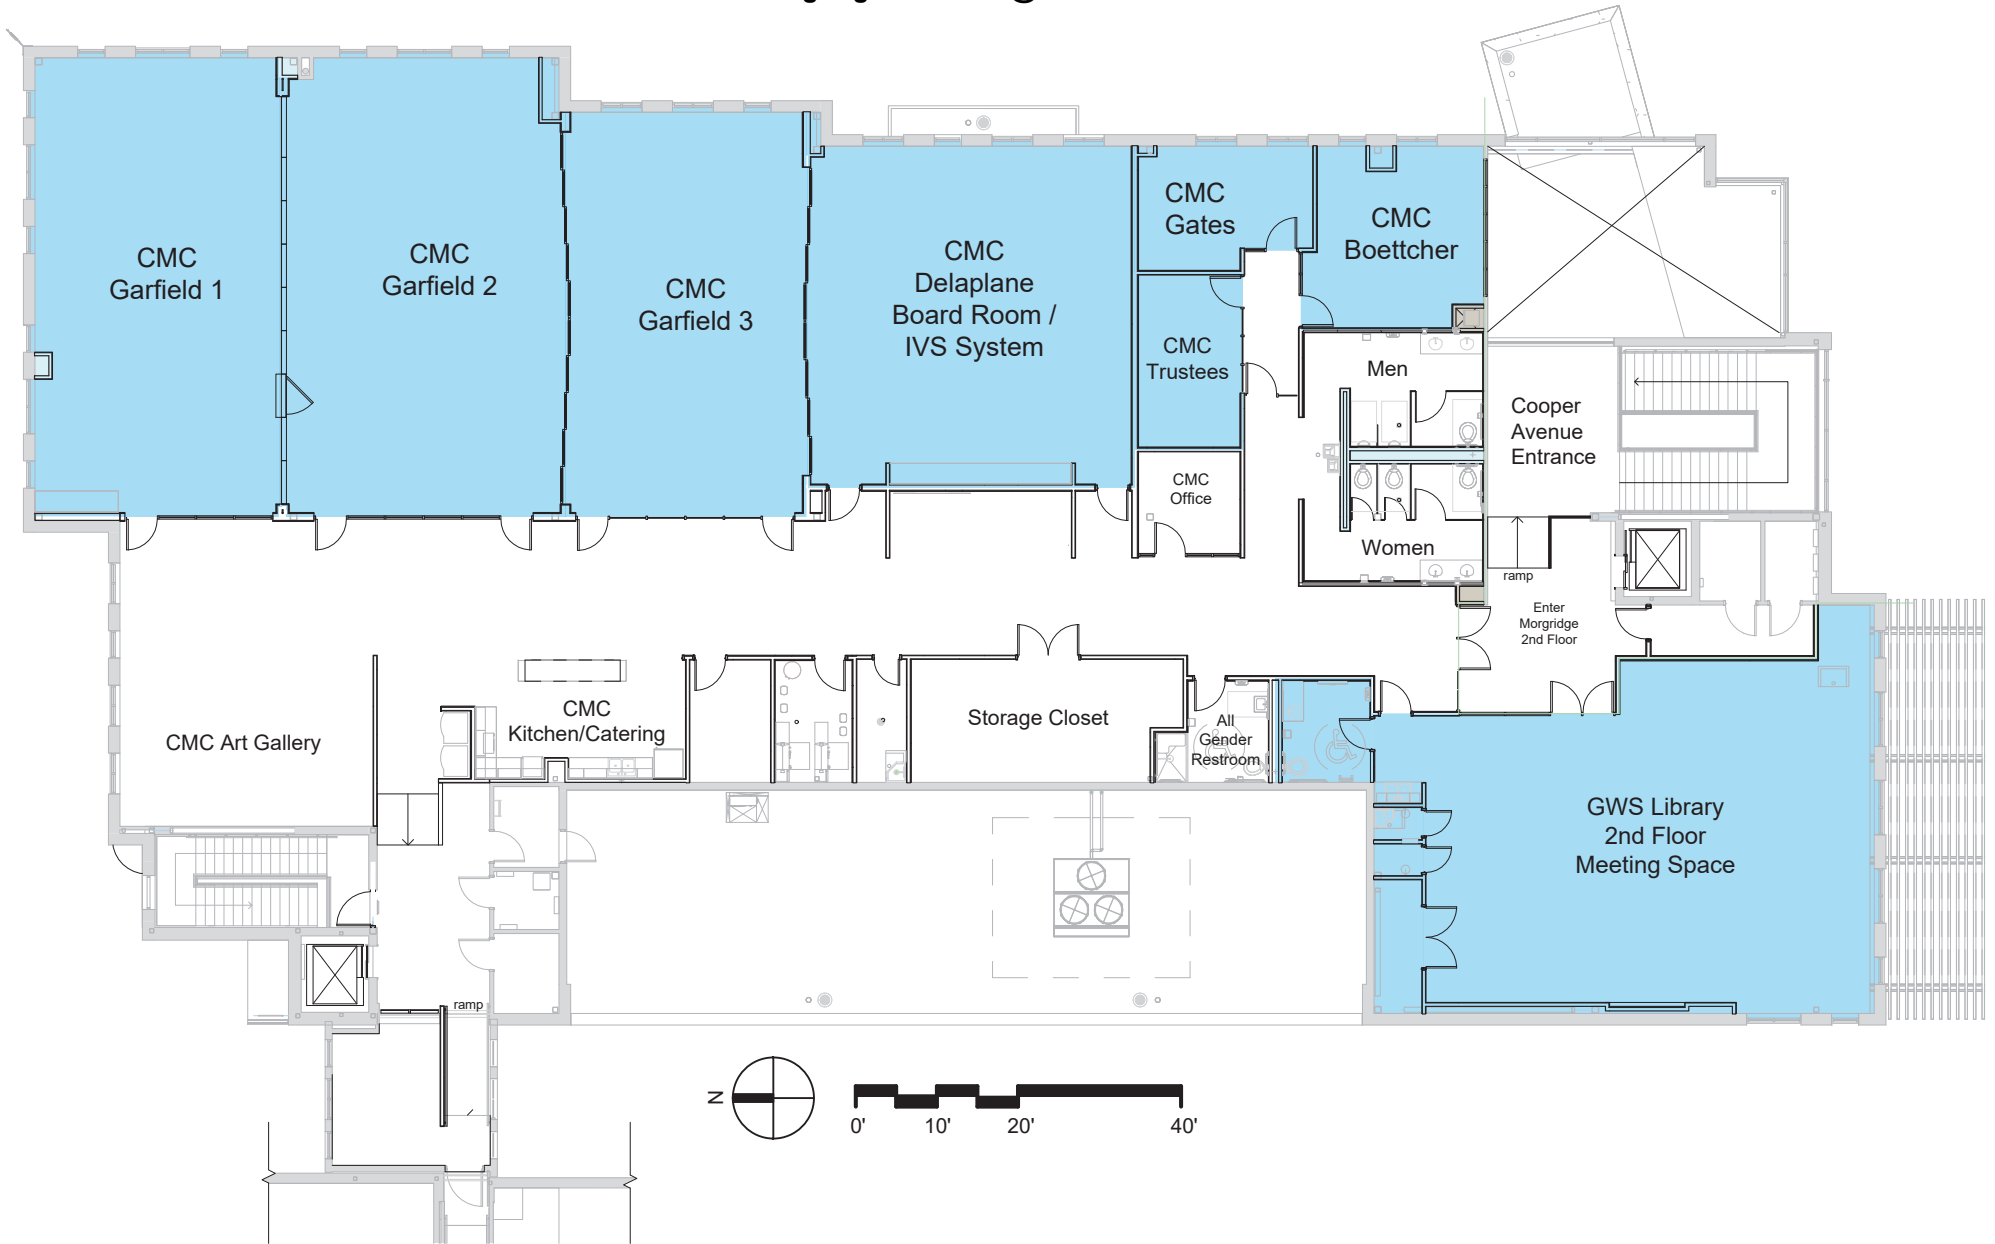 CMC
Garfield 1
CMC
Garfield 2
CMC
Garfield 3
CMC
Delaplane
Board Room /
IVS System
CMC
Gates
CMC
Boettcher
CMC
Trustees
Men
Cooper
Avenue
Entrance
CMC
Office
Women
ramp
Enter
Morgridge
2nd Floor
CMC Art Gallery
CMC
Kitchen/Catering
Storage Closet
All
Gender
Restroom
GWS Library
2nd Floor
Meeting Space
ramp
N
0'
10'
20'
40'